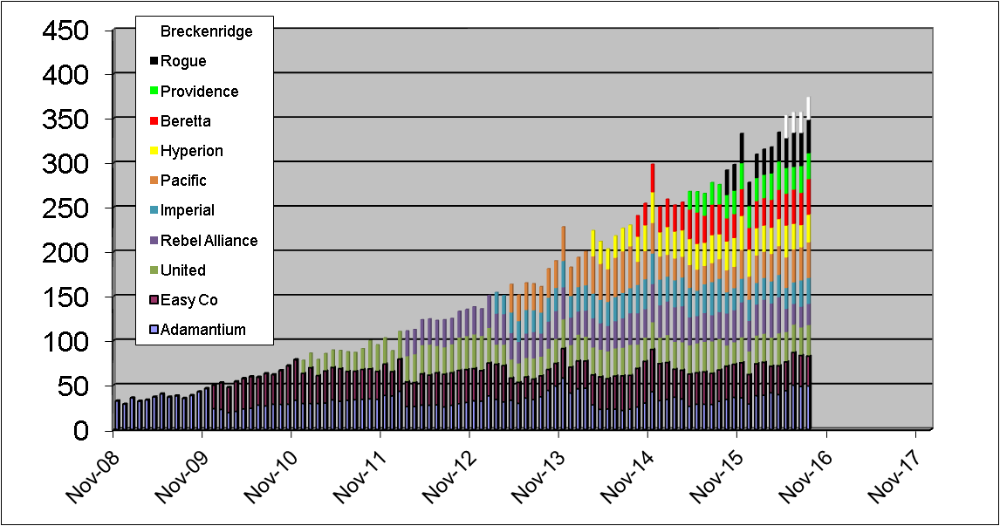 450
400
350
300
250
200
150
100
50
0
Breckenridge
Rogue
Providence
Beretta
Hyperion
Pacific
Imperial
Rebel Alliance
United
Easy Co
Adamantium
Nov-08
Nov-09
Nov-10
Nov-11
Nov-12
Nov-13
Nov-14
Nov-15
Nov-16
Nov-17